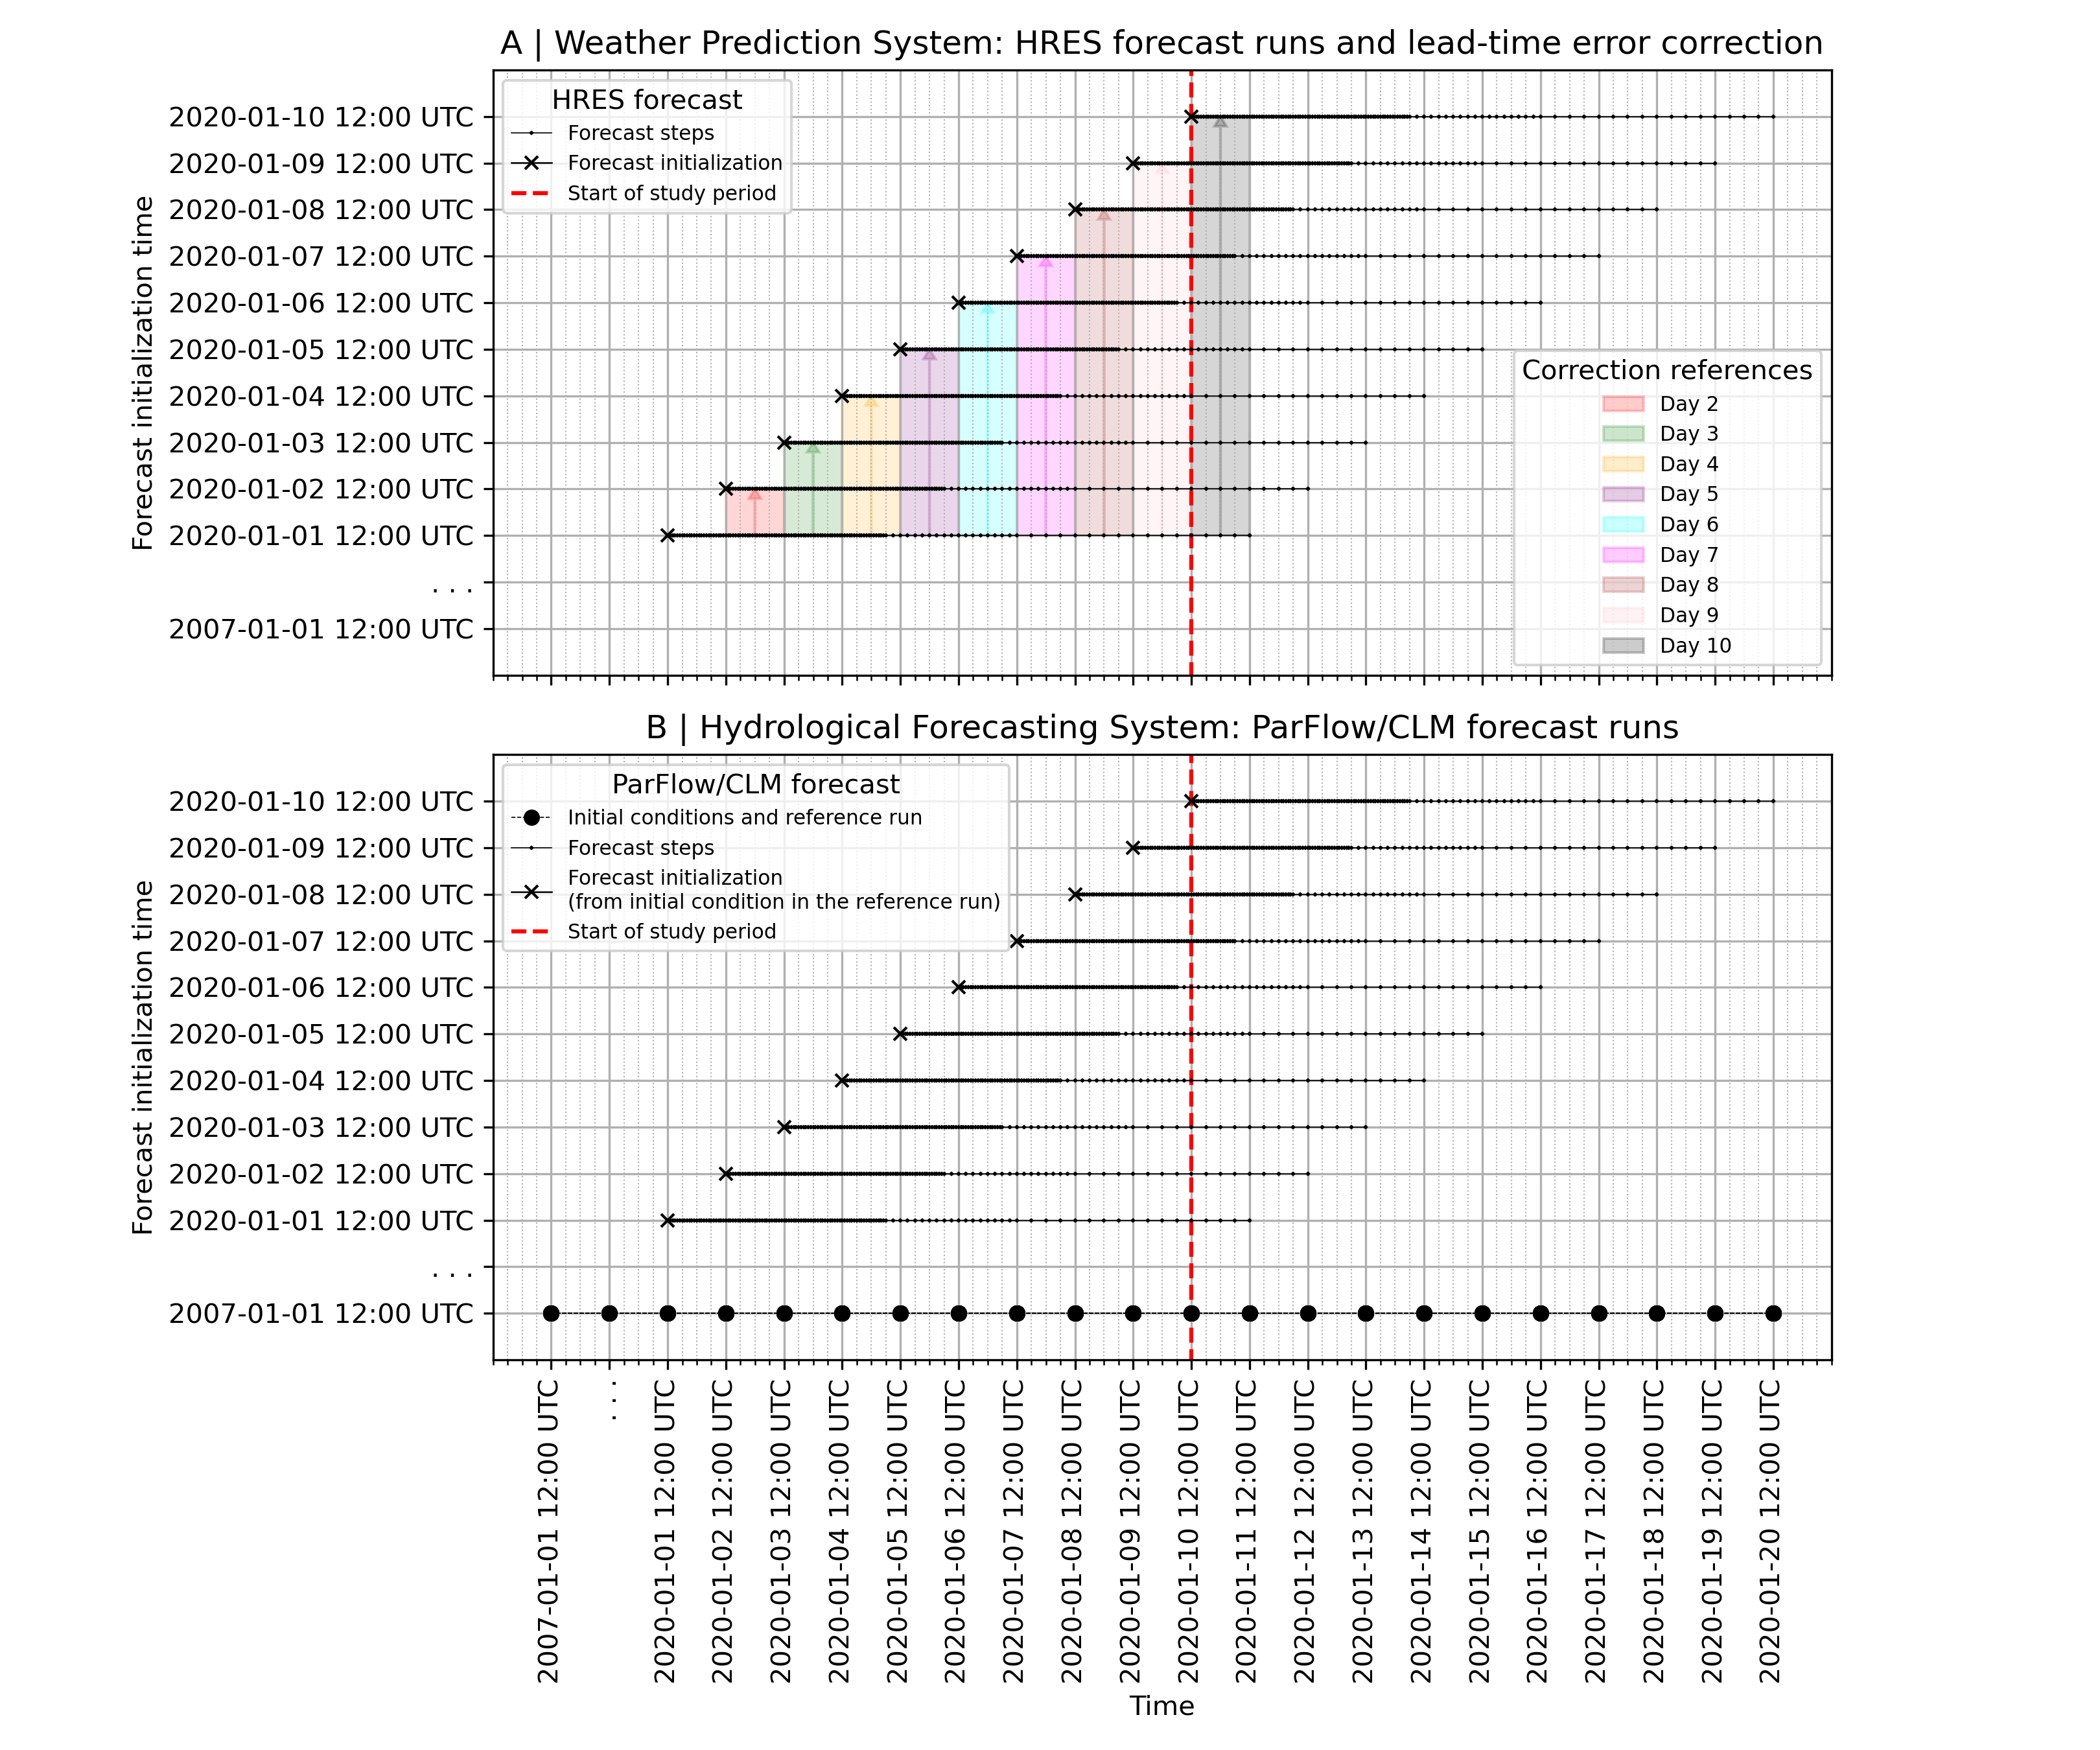 A | Weather Prediction System: HRES forecast runs and lead-time error correction
Forecast initialization time
2020-01-10 12:00 UTC
2020-01-09 12:00 UTC
2020-01-08 12:00 UTC
2020-01-07 12:00 UTC
2020-01-06 12:00 UTC
2020-01-05 12:00 UTC
2020-01-04 12:00 UTC
2020-01-03 12:00 UTC
2020-01-02 12:00 UTC
2020-01-01 12:00 UTC
. . .
2007-01-01 12:00 UTC
HRES forecast
Forecast steps
Forecast initialization
Start of study period
Correction references
Day 2
Day 3
Day 4
Day 5
Day 6
Day 7
Day 8
Day 9
Day 10
B | Hydrological Forecasting System: ParFlow/CLM forecast runs
Forecast initialization time
2020-01-10 12:00 UTC
2020-01-09 12:00 UTC
2020-01-08 12:00 UTC
2020-01-07 12:00 UTC
2020-01-06 12:00 UTC
2020-01-05 12:00 UTC
2020-01-04 12:00 UTC
2020-01-03 12:00 UTC
2020-01-02 12:00 UTC
2020-01-01 12:00 UTC
. . .
2007-01-01 12:00 UTC
ParFlow/CLM forecast
Initial conditions and reference run
Forecast steps
Forecast initialization
(from initial condition in the reference run)
Start of study period
2007-01-01 12:00 UTC
. . .
2020-01-01 12:00 UTC
2020-01-02 12:00 UTC
2020-01-03 12:00 UTC
2020-01-04 12:00 UTC
2020-01-05 12:00 UTC
2020-01-06 12:00 UTC
2020-01-07 12:00 UTC
2020-01-08 12:00 UTC
2020-01-09 12:00 UTC
2020-01-10 12:00 UTC
2020-01-11 12:00 UTC
2020-01-12 12:00 UTC
2020-01-13 12:00 UTC
2020-01-14 12:00 UTC
2020-01-15 12:00 UTC
2020-01-16 12:00 UTC
2020-01-17 12:00 UTC
2020-01-18 12:00 UTC
2020-01-19 12:00 UTC
2020-01-20 12:00 UTC
Time